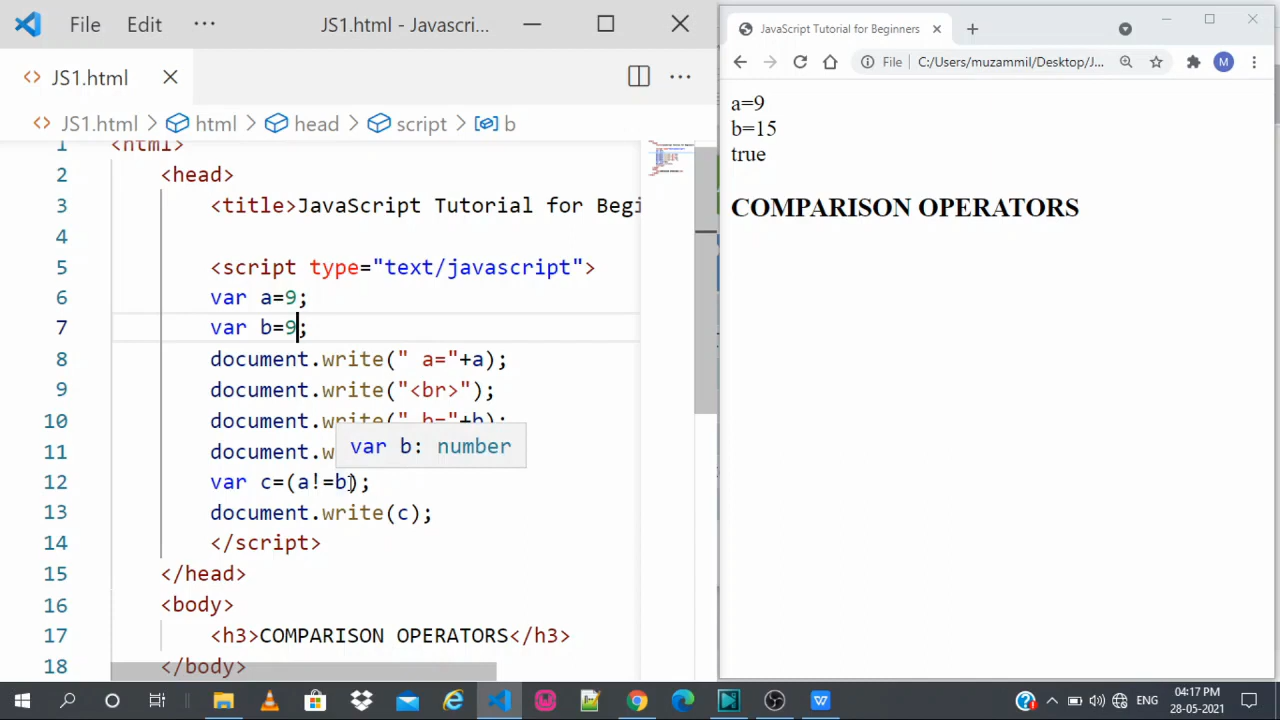 File Edit ··· JS1.html - Javascri...
JS1.html
JS1.html > html > head > script > b
1 <html>
2 <head>
3 <title>JavaScript Tutorial for Begi
4
5 <script type="text/javascript">
6 var a=9;
7 var b=9;
8 document.write(" a="+a);
9 document.write("<br>");
10 document.write(" b="+b);
11 document.w
var b: number
12 var c=(a!=b);
13 document.write(c);
14 </script>
15 </head>
16 <body>
17 <h3>COMPARISON OPERATORS</h3>
18 </body>
JavaScript Tutorial for Beginners
File C:/Users/muzammil/Desktop/J... M
a=9
b=15
true
COMPARISON OPERATORS
ENG
04:17 PM
28-05-2021